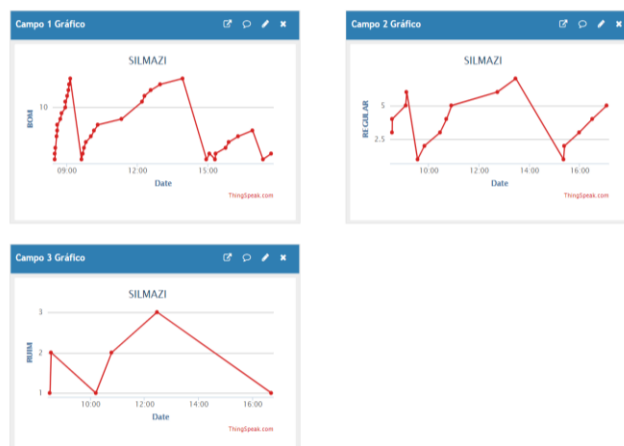 Campo 1 Gráfico
SILMAZI
BOM
10
09:00 12:00 15:00
Date
ThingSpeak.com
Campo 2 Gráfico
SILMAZI
REGULAR
5
2.5
10:00 12:00 14:00 16:00
Date
ThingSpeak.com
Campo 3 Gráfico
SILMAZI
RUIM
3
2
1
10:00 12:00 14:00 16:00
Date
ThingSpeak.com